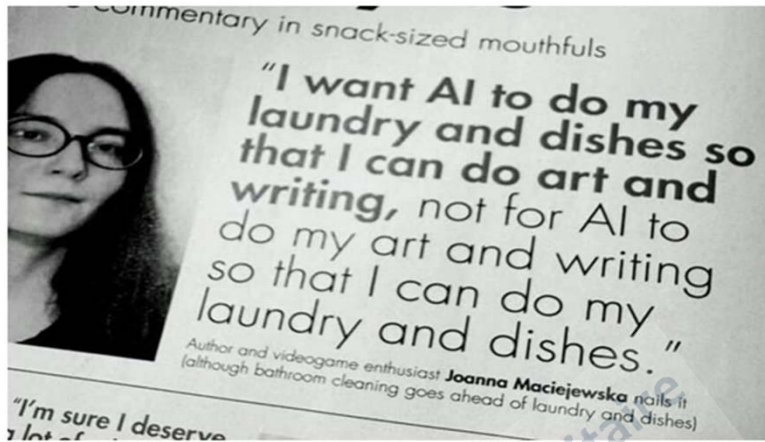 commentary in snack-sized mouthfuls
“I want AI to do my
laundry and dishes so
that I can do art and
writing, not for AI to
do my art and writing
so that I can do my
laundry and dishes.”
Author and videogame enthusiast Joanna Maciejewska nails it
(although bathroom cleaning goes ahead of laundry and dishes)
“I’m sure I deserve
a lot of